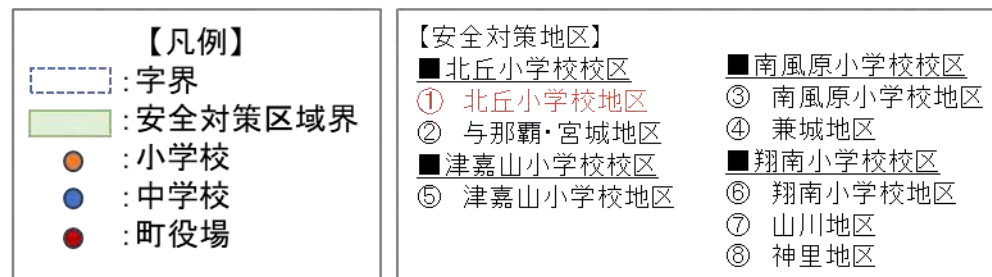 【凡例】
:字界
:安全対策区域界
:小学校
:中学校
:町役場
【安全対策地区】
■北丘小学校校区
① 北丘小学校地区
② 与那覇・宮城地区
■津嘉山小学校校区
⑤ 津嘉山小学校地区
■南風原小学校校区
③ 南風原小学校地区
④ 兼城地区
■翔南小学校校区
⑥ 翔南小学校地区
⑦ 山川地区
⑧ 神里地区